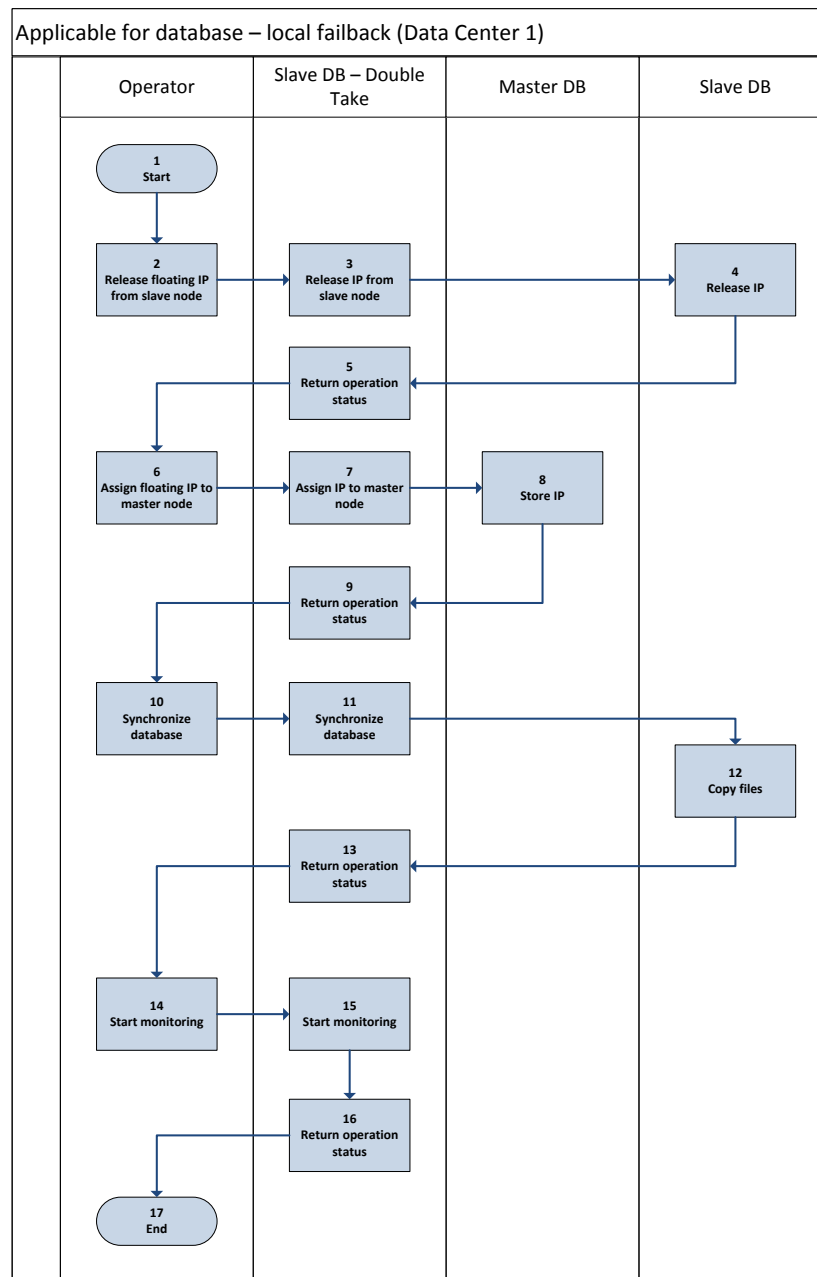 Applicable for database – local failback (Data Center 1)
Operator
Slave DB – Double
Take
Master DB
Slave DB
1
Start
2
Release floating IP
from slave node
3
Release IP from
slave node
4
Release IP
5
Return operation
status
6
Assign floating IP to
master node
7
Assign IP to master
node
8
Store IP
9
Return operation
status
10
Synchronize
database
11
Synchronize
database
12
Copy files
13
Return operation
status
14
Start monitoring
15
Start monitoring
16
Return operation
status
17
End